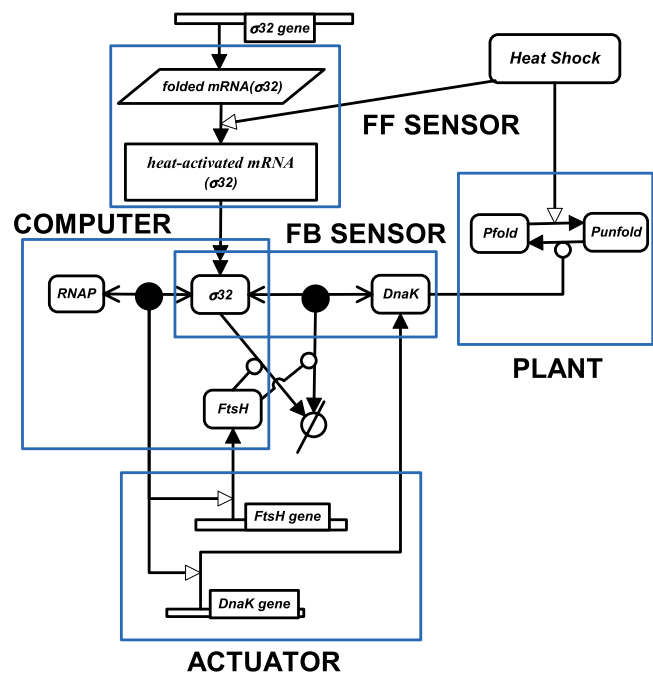 σ32 gene
folded mRNA(σ32)
Heat Shock
FF SENSOR
heat-activated mRNA
(σ32)
COMPUTER
FB SENSOR
Pfold
Punfold
RNAP
σ32
DnaK
PLANT
FtsH
FtsH gene
DnaK gene
ACTUATOR